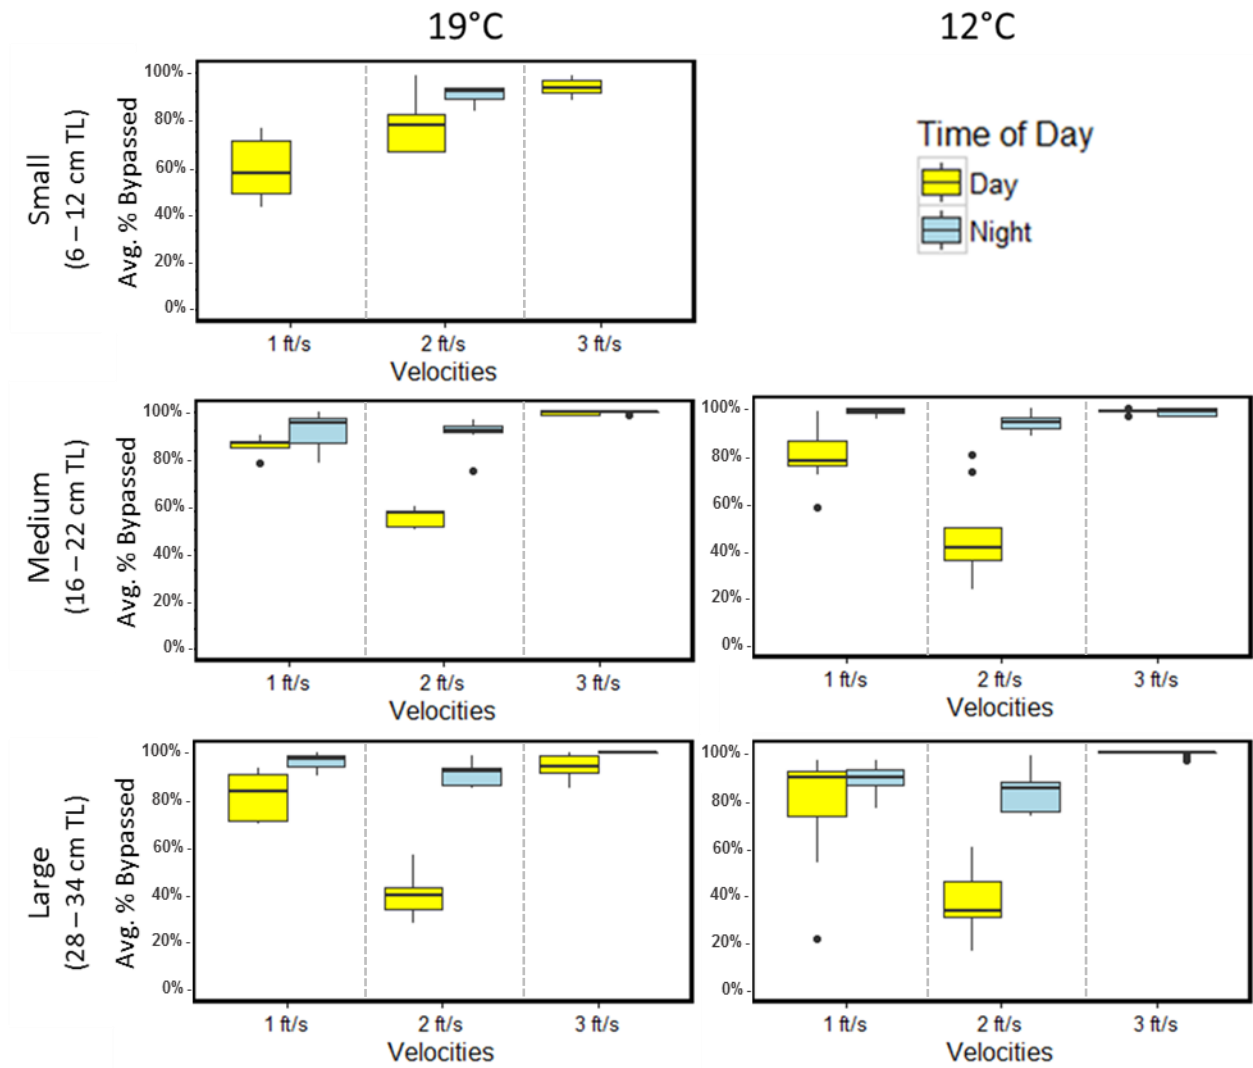 19°C
12°C
Small
(6 – 12 cm TL)
Avg. % Bypassed
100%
80%
60%
40%
20%
0%
1 ft/s
2 ft/s
3 ft/s
Velocities
Time of Day
Day
Night
Medium
(16 – 22 cm TL)
Avg. % Bypassed
100%
80%
60%
40%
20%
0%
1 ft/s
2 ft/s
3 ft/s
Velocities
100%
80%
60%
40%
20%
0%
1 ft/s
2 ft/s
3 ft/s
Velocities
Large
(28 – 34 cm TL)
Avg. % Bypassed
100%
80%
60%
40%
20%
0%
1 ft/s
2 ft/s
3 ft/s
Velocities
100%
80%
60%
40%
20%
0%
1 ft/s
2 ft/s
3 ft/s
Velocities